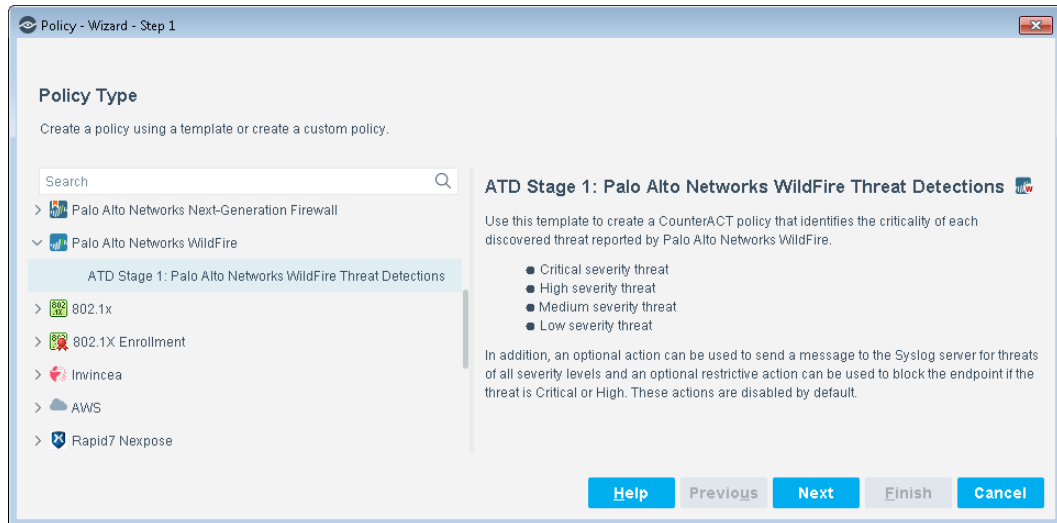 Policy - Wizard - Step 1
Policy Type
Create a policy using a template or create a custom policy.
Search
Palo Alto Networks Next-Generation Firewall
Palo Alto Networks WildFire
ATD Stage 1: Palo Alto Networks WildFire Threat Detections
802.1x
802.1X Enrollment
Invincea
AWS
Rapid7 Nexpose
ATD Stage 1: Palo Alto Networks WildFire Threat Detections
Use this template to create a CounterACT policy that identifies the criticality of each
discovered threat reported by Palo Alto Networks WildFire.
Critical severity threat
High severity threat
Medium severity threat
Low severity threat
In addition, an optional action can be used to send a message to the Syslog server for threats
of all severity levels and an optional restrictive action can be used to block the endpoint if the
threat is Critical or High. These actions are disabled by default.
Help Previous Next Finish Cancel